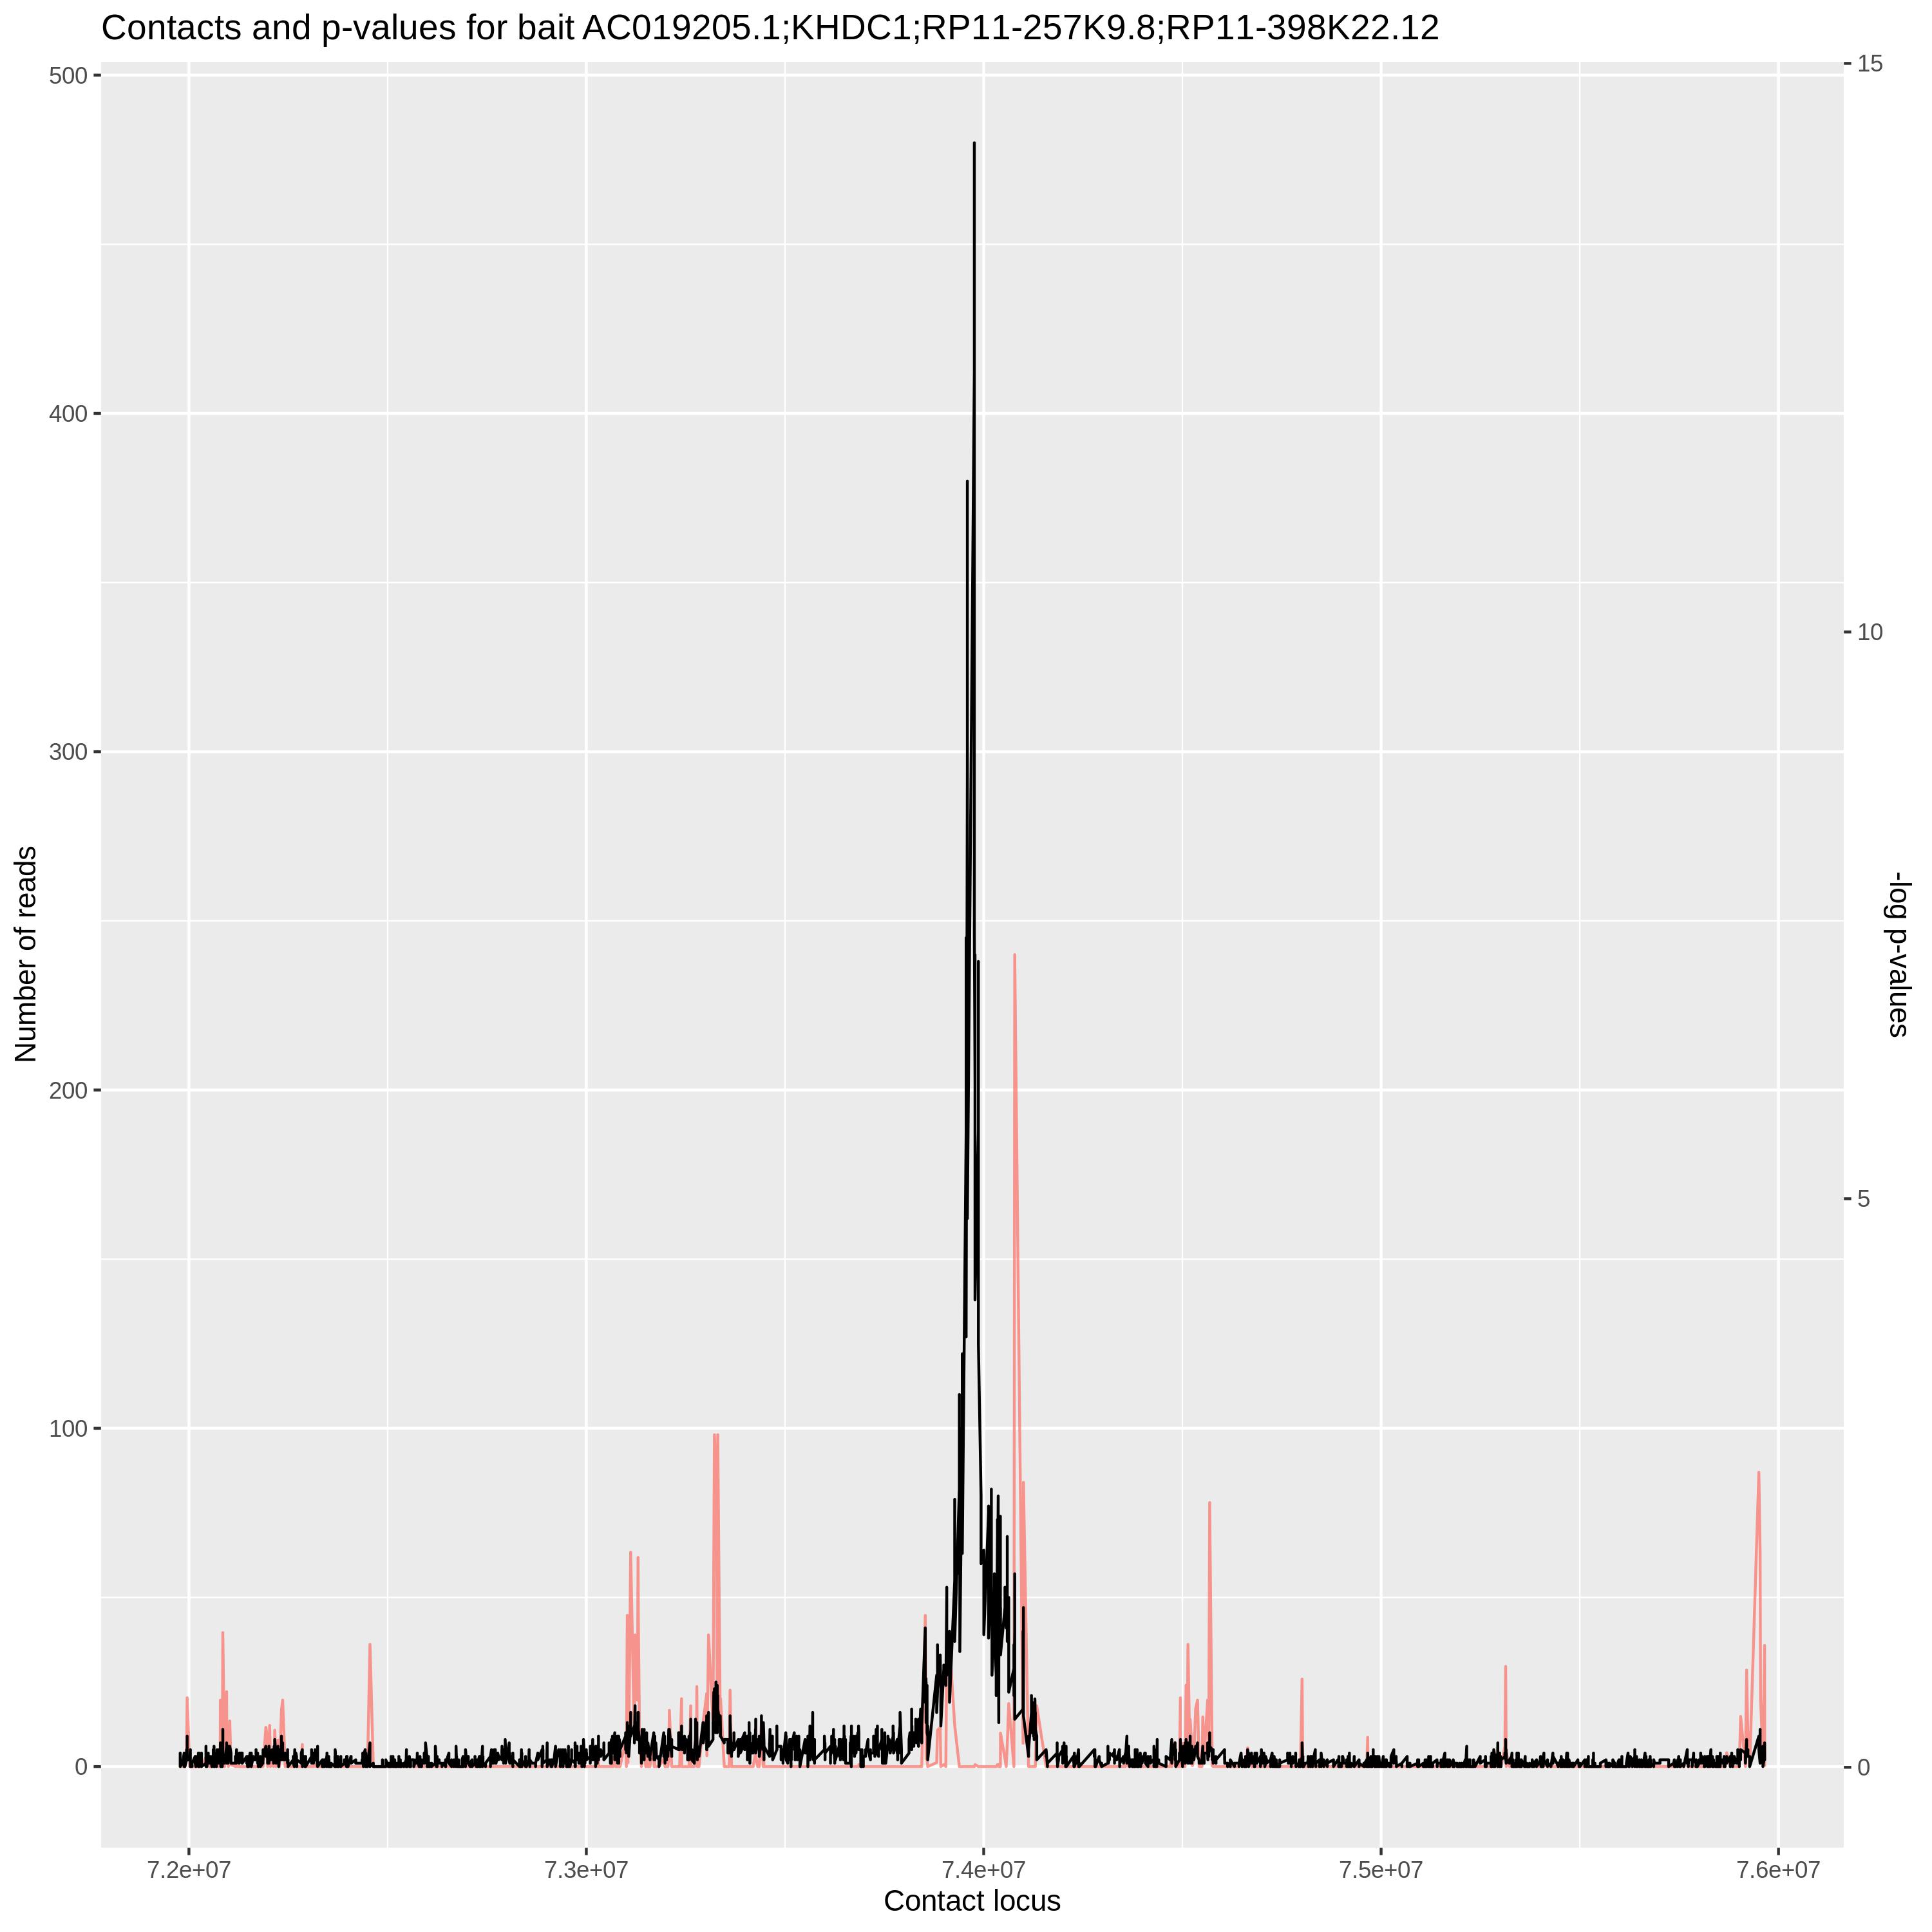 Contacts and p-values for bait AC019205.1;KHDC1;RP11-257K9.8;RP11-398K22.12
500
400
300
200
100
0
Number of reads
15
10
5
0
-log p-values
7.2e+07
7.3e+07
7.4e+07
7.5e+07
7.6e+07
Contact locus